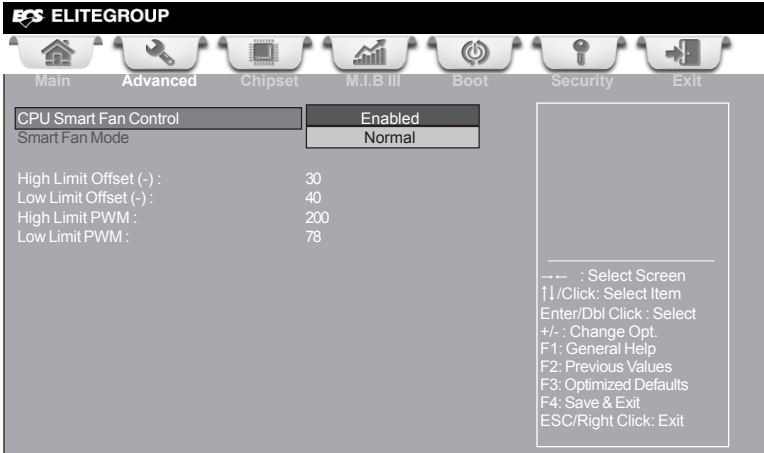 ECS ELITEGROUP
Main Advanced Chipset M.I.B III Boot Security Exit
CPU Smart Fan Control Enabled
Smart Fan Mode Normal
High Limit Offset (-) : 30
Low Limit Offset (-) : 40
High Limit PWM : 200
Low Limit PWM : 78
→← : Select Screen
↑↓/Click: Select Item
Enter/Dbl Click : Select
+/- : Change Opt.
F1: General Help
F2: Previous Values
F3: Optimized Defaults
F4: Save & Exit
ESC/Right Click: Exit